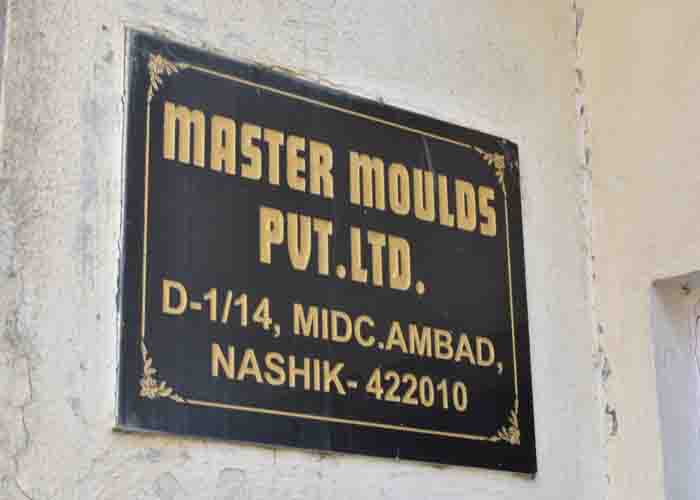 MASTER MOULDS
PVT.LTD.
D-1/14, MIDC.AMBAD,
NASHIK- 422010